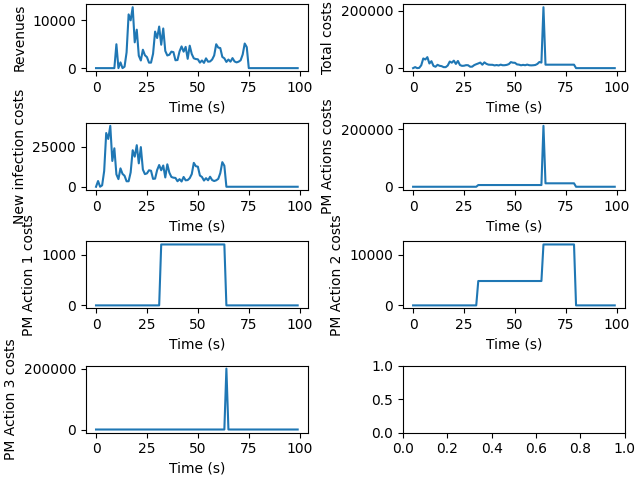 Revenues
10000
0
0 25 50 75 100
Time (s)
Total costs
200000
0
0 25 50 75 100
Time (s)
New infection costs
25000
0
0 25 50 75 100
Time (s)
PM Actions costs
200000
0
0 25 50 75 100
Time (s)
PM Action 1 costs
1000
0
0 25 50 75 100
Time (s)
PM Action 2 costs
10000
0
0 25 50 75 100
Time (s)
PM Action 3 costs
200000
0
0 25 50 75 100
Time (s)
1.0
0.5
0.0
0.0 0.2 0.4 0.6 0.8 1.0